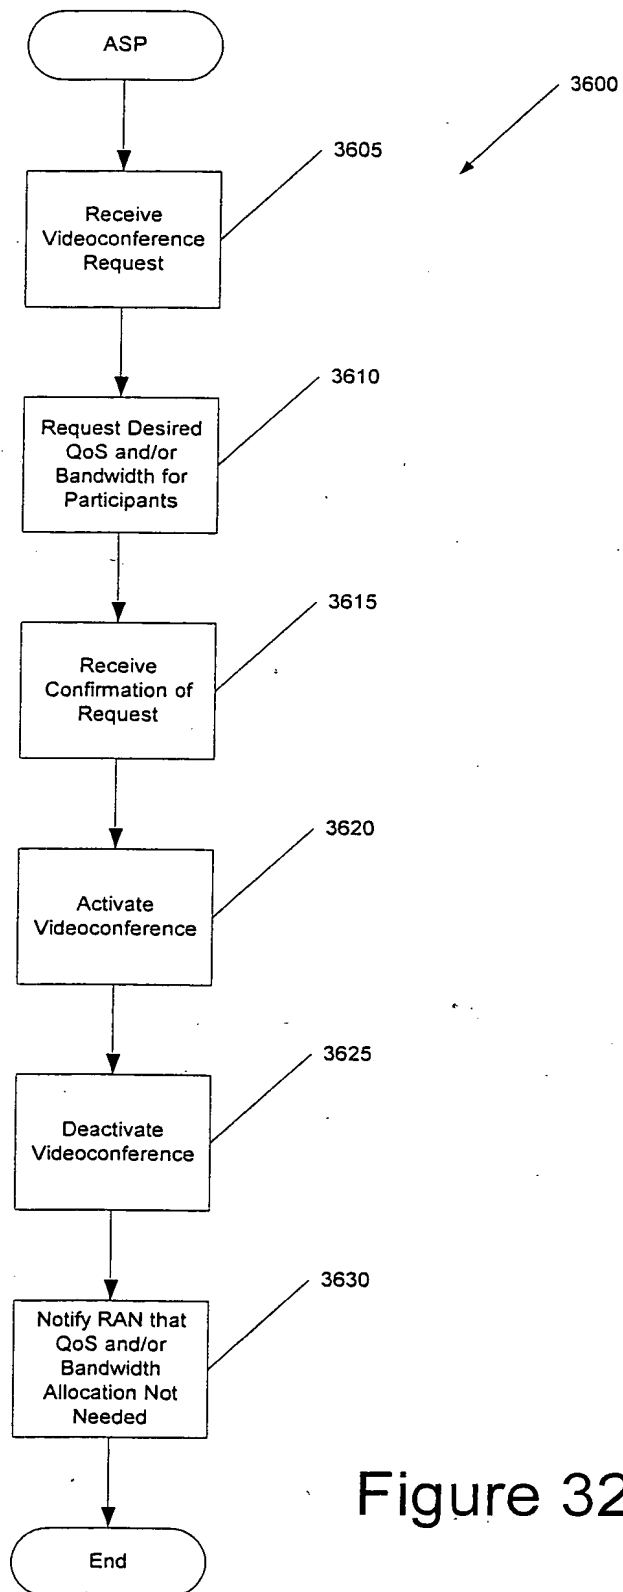 ASP
3600
3605
Receive
Videoconference
Request
3610
Request Desired
QoS and/or
Bandwidth for
Participants
3615
Receive
Confirmation of
Request
3620
Activate
Videoconference
3625
Deactivate
Videoconference
3630
Notify RAN that
QoS and/or
Bandwidth
Allocation Not
Needed
Figure 32
End